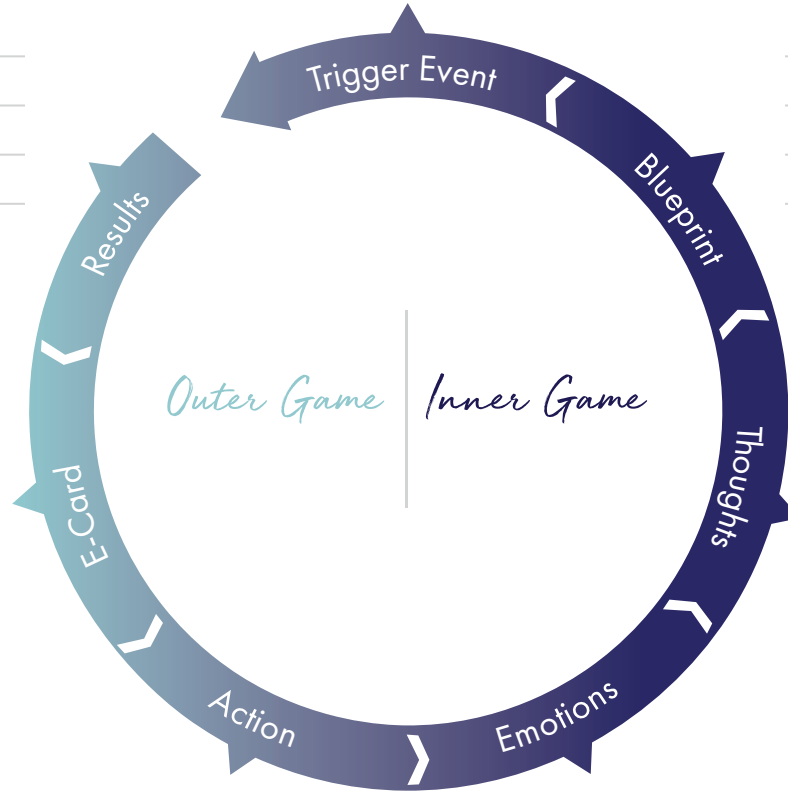 Trigger Event
Blueprint
Thoughts
Emotions
Action
E-Card
Results
Outer Game
Inner Game